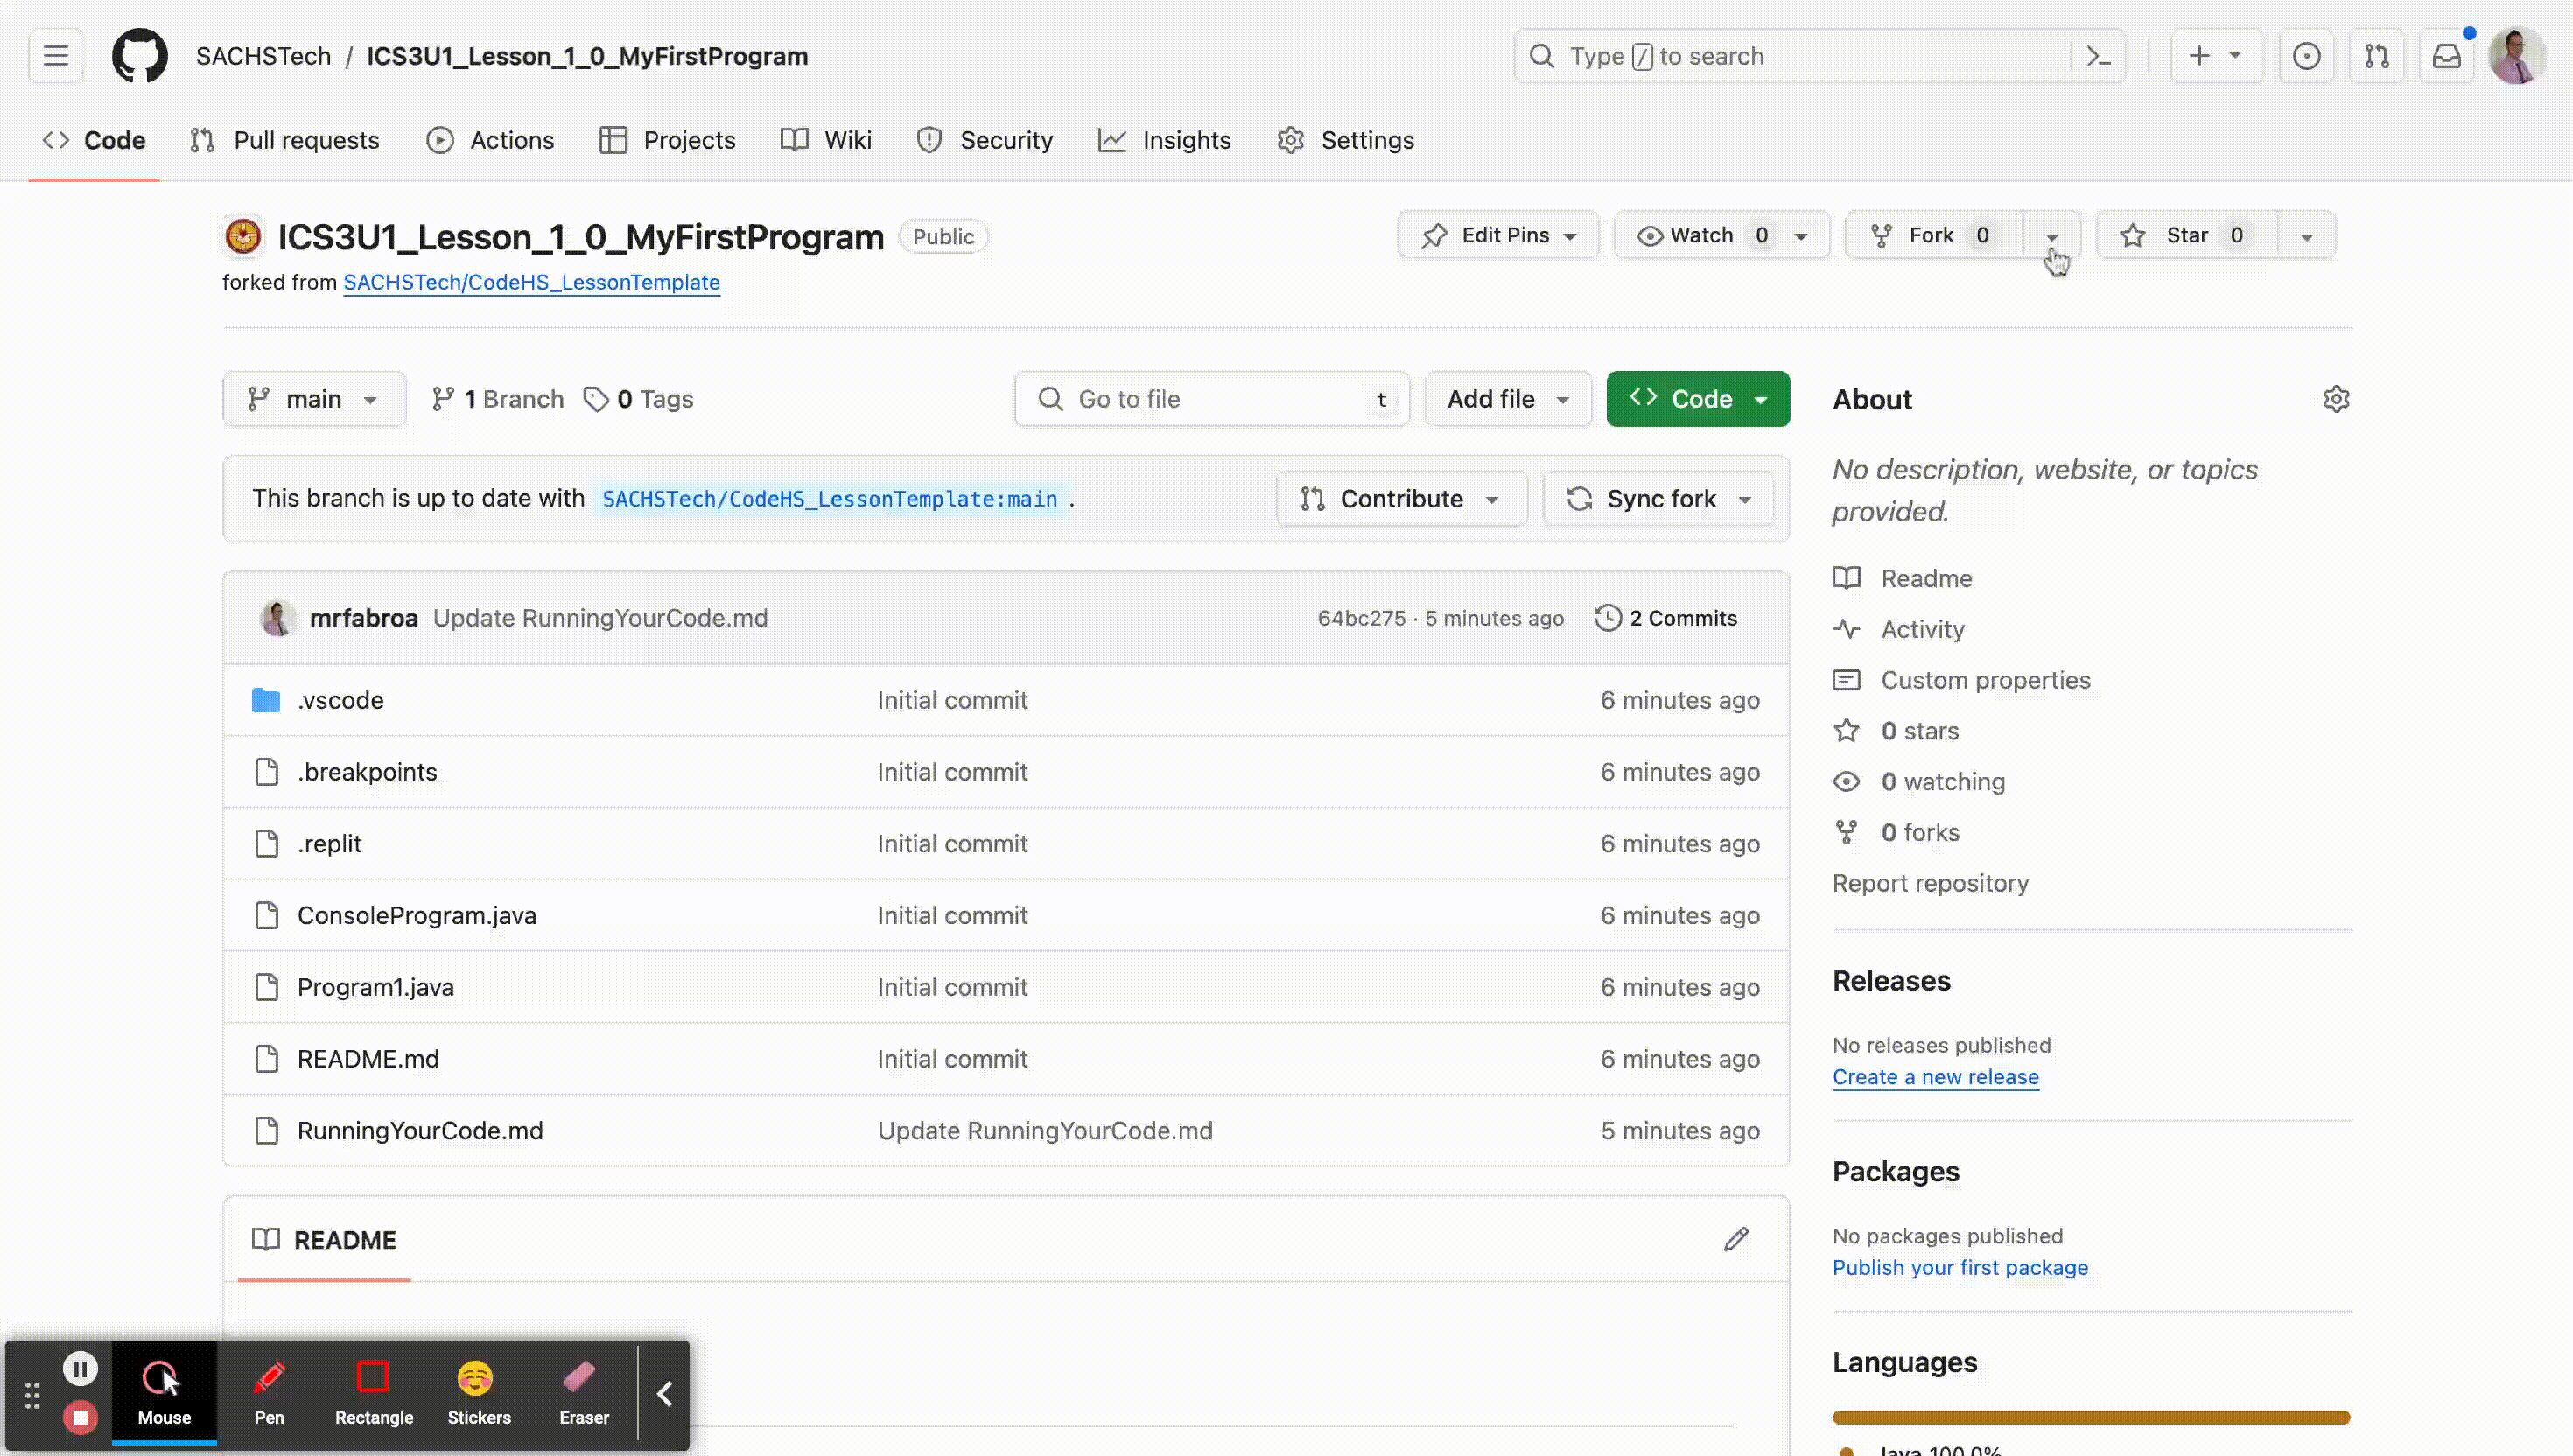 SACHSTech / ICS3U1_Lesson_1_0_MyFirstProgram
Type / to search
Code Pull requests Actions Projects Wiki Security Insights Settings
ICS3U1_Lesson_1_0_MyFirstProgram Public
Edit Pins Watch 0 Fork 0 Star 0
forked from SACHSTech/CodeHS_LessonTemplate
main 1 Branch 0 Tags Go to file t Add file Code
This branch is up to date with SACHSTech/CodeHS_LessonTemplate:main .
Contribute Sync fork
mrfabroa Update RunningYourCode.md 64bc275 · 5 minutes ago 2 Commits
.vscode Initial commit 6 minutes ago
.breakpoints Initial commit 6 minutes ago
.replit Initial commit 6 minutes ago
ConsoleProgram.java Initial commit 6 minutes ago
Program1.java Initial commit 6 minutes ago
README.md Initial commit 6 minutes ago
RunningYourCode.md Update RunningYourCode.md 5 minutes ago
README
About
No description, website, or topics
provided.
Readme
Activity
Custom properties
0 stars
0 watching
0 forks
Report repository
Releases
No releases published
Create a new release
Packages
No packages published
Publish your first package
Languages
Java 100.0%
Mouse Pen Rectangle Stickers Eraser